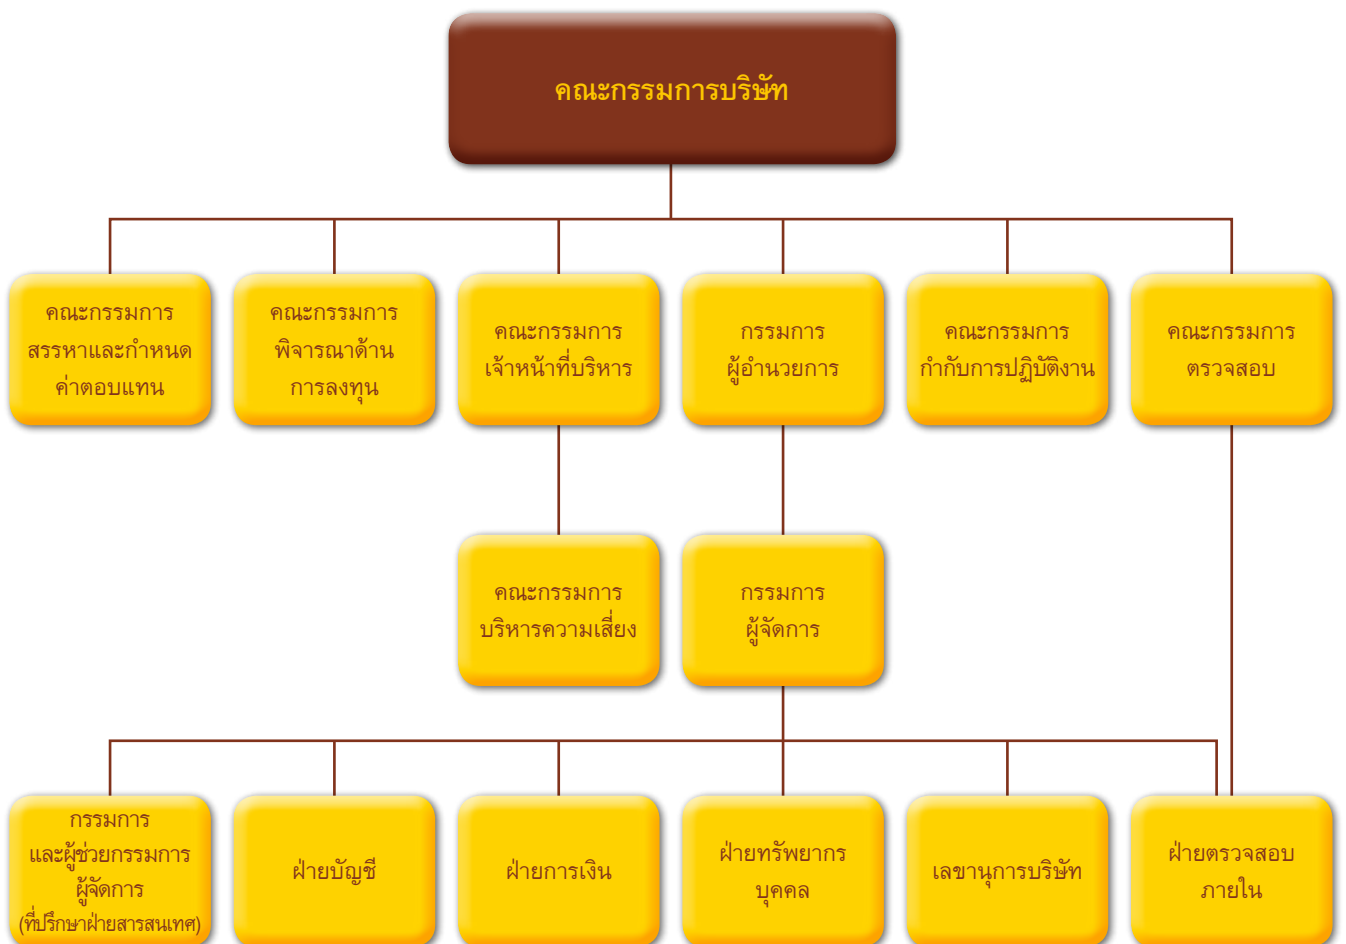 คณะกรรมการบริษัท
คณะกรรมการ
สรรหาและกำหนด
ค่าตอบแทน
คณะกรรมการ
พิจารณาด้าน
การลงทุน
คณะกรรมการ
เจ้าหน้าที่บริหาร
กรรมการ
ผู้อำนวยการ
คณะกรรมการ
กำกับการปฏิบัติงาน
คณะกรรมการ
ตรวจสอบ
คณะกรรมการ
บริหารความเสี่ยง
กรรมการ
ผู้จัดการ
กรรมการ
และผู้ช่วยกรรมการ
ผู้จัดการ
(ที่ปรึกษาฝ่ายสารสนเทศ)
ฝ่ายบัญชี
ฝ่ายการเงิน
ฝ่ายทรัพยากร
บุคคล
เลขานุการบริษัท
ฝ่ายตรวจสอบ
ภายใน